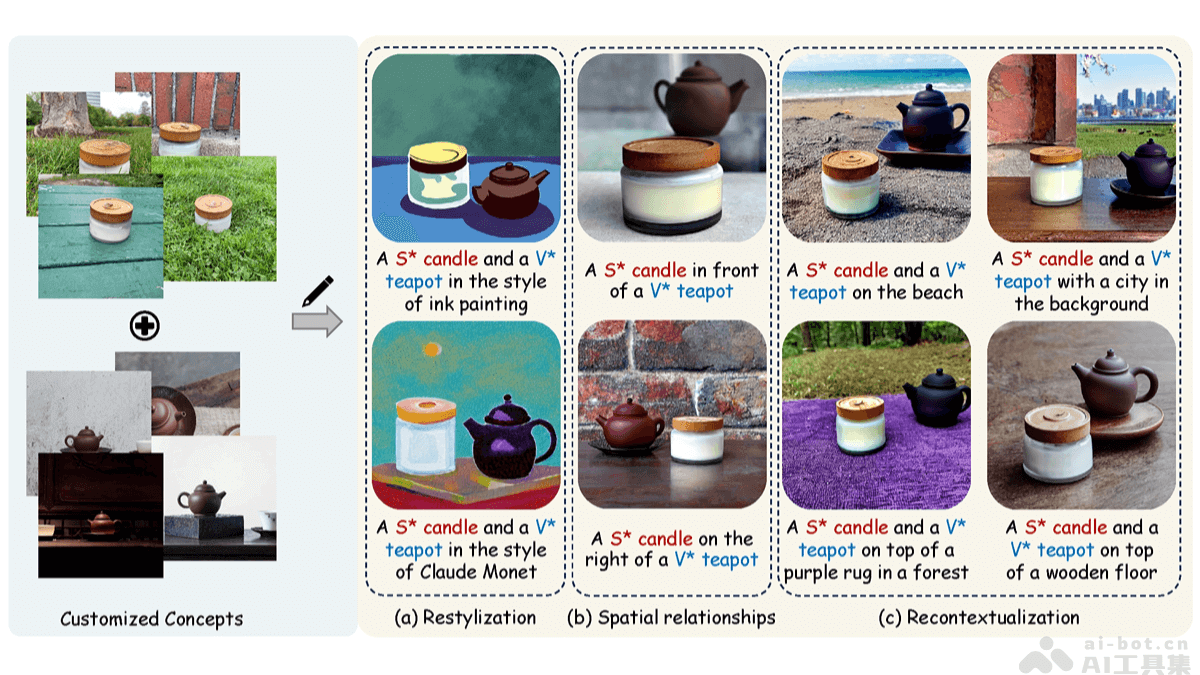 A S* candle and a V*
teapot in the style
of ink painting
A S* candle in front
of a V* teapot
A S* candle and a V*
teapot on the beach
A S* candle and a V*
teapot with a city in
the background
A S* candle and a V*
teapot in the style
of Claude Monet
A S* candle on the
right of a V* teapot
A S* candle and a V*
teapot on top of a
purple rug in a forest
A S* candle and a
V* teapot on top
of a wooden floor
Customized Concepts
(a) Restylization
(b) Spatial relationships
(c) Recontextualization
ai-bot.cn
AI工具集